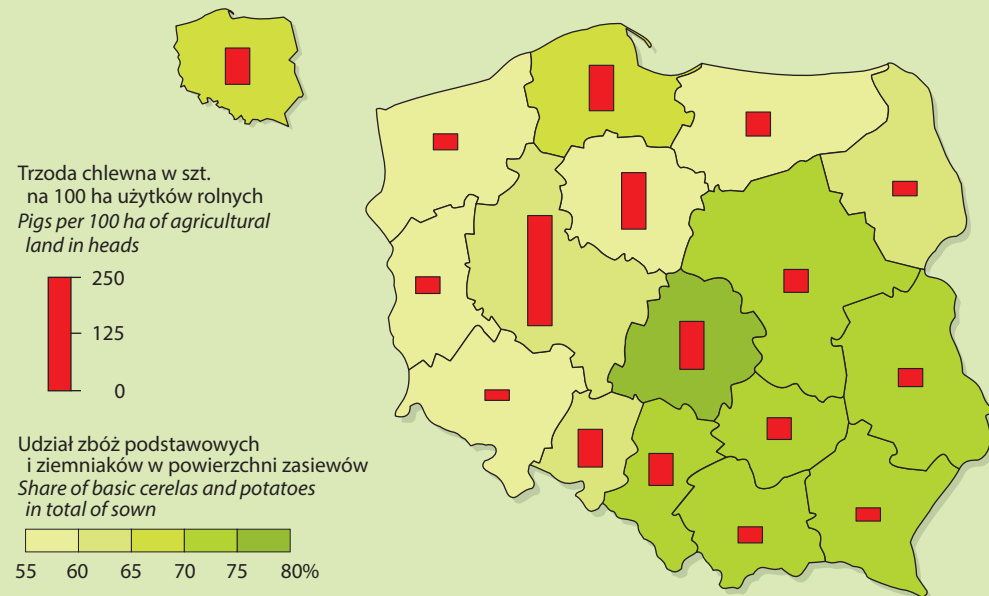 Trzoda chlewna w szt.
na 100 ha użytków rolnych
Pigs per 100 ha of agricultural
land in heads
250
125
0
Udział zbóż podstawowych
i ziemniaków w powierzchni zasiewów
Share of basic cerelas and potatoes
in total of sown
55 60 65 70 75 80%